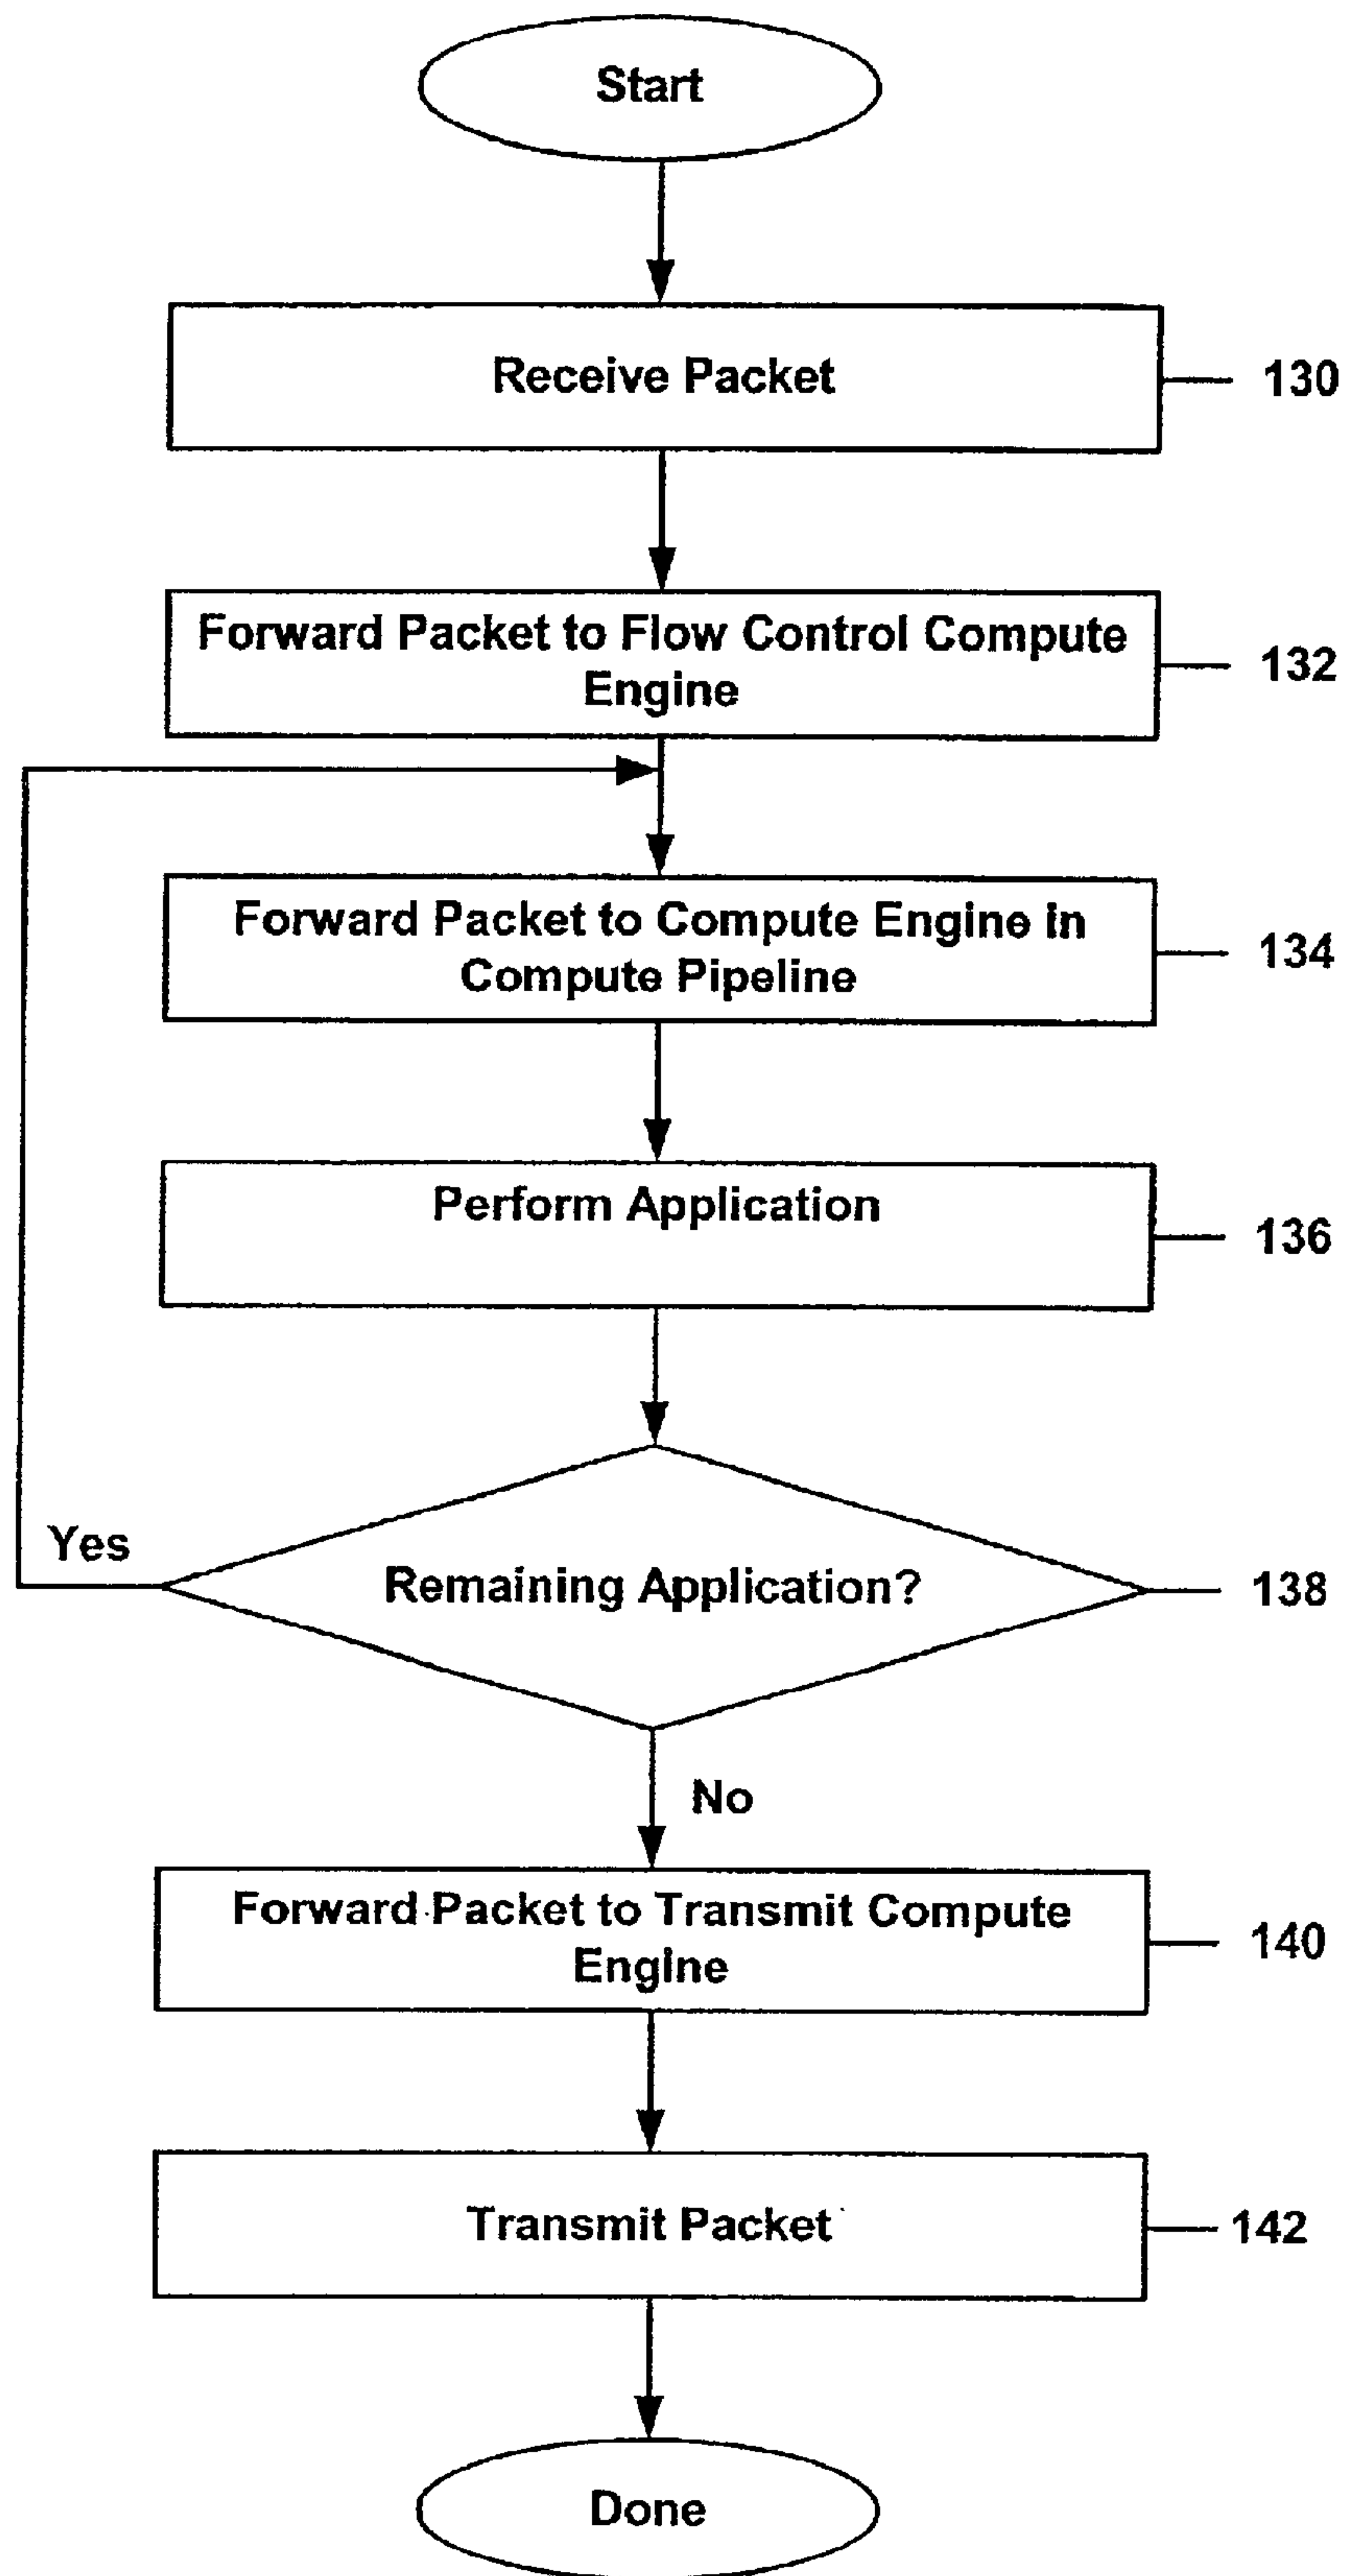 Start
Receive Packet
130
Forward Packet to Flow Control Compute
Engine
132
Forward Packet to Compute Engine in
Compute Pipeline
134
Perform Application
136
Yes
Remaining Application?
138
No
Forward Packet to Transmit Compute
Engine
140
Transmit Packet
142
Done